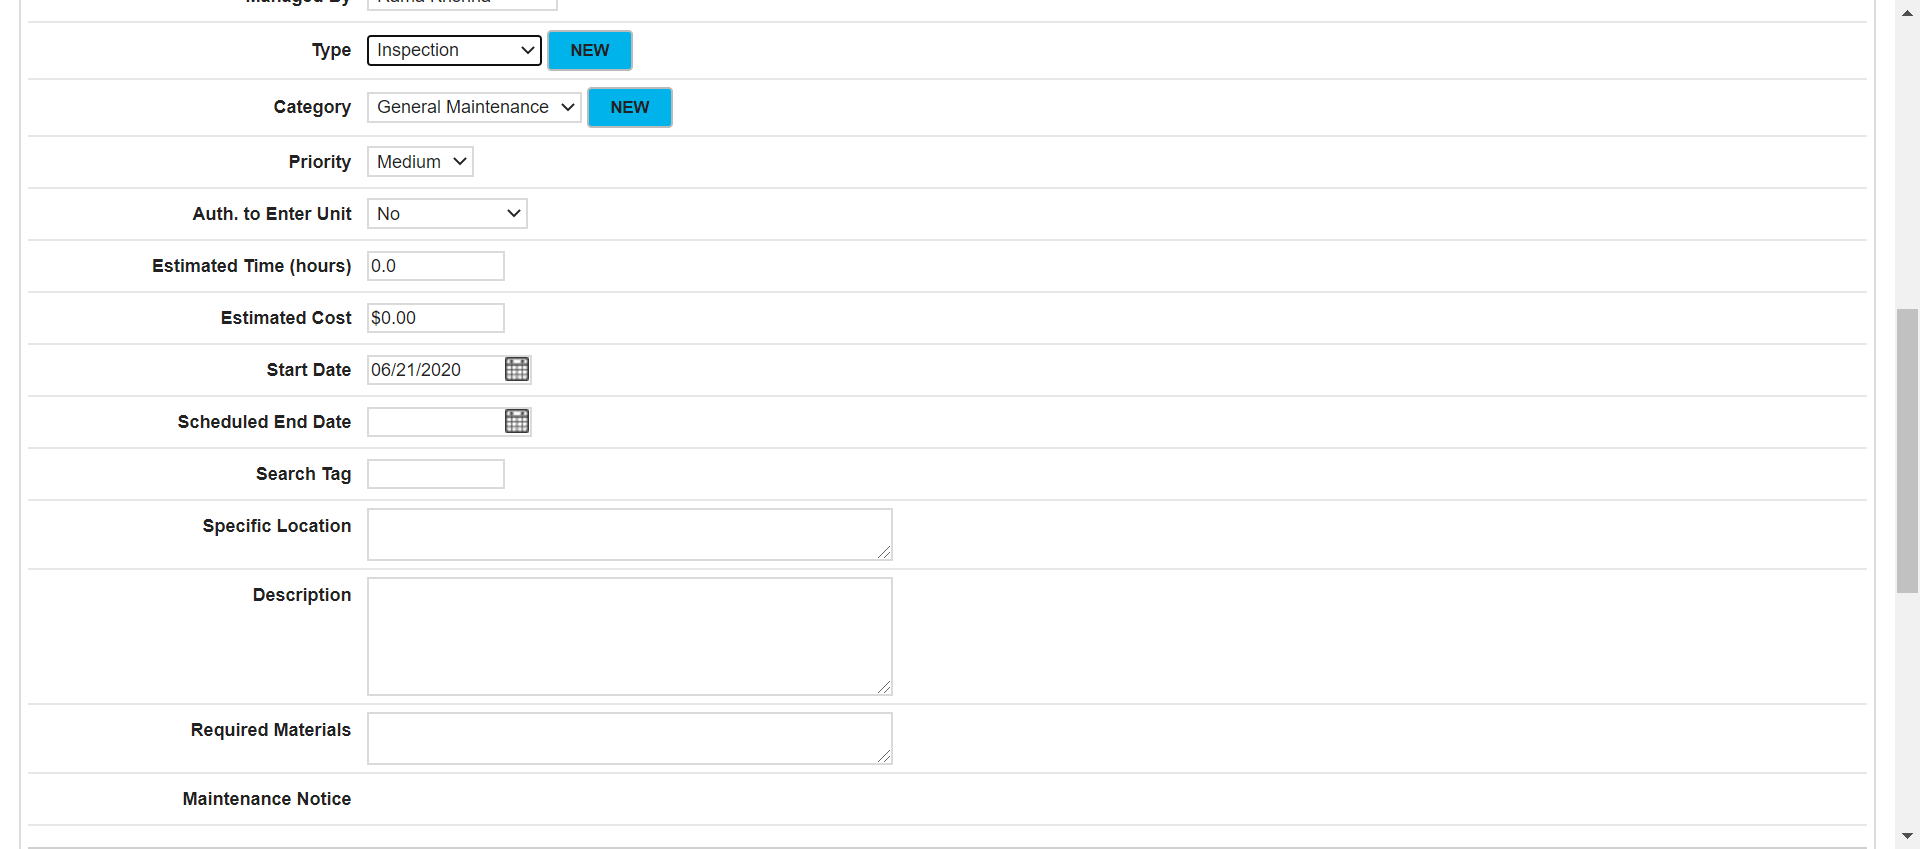 Type Inspection NEW
Category General Maintenance NEW
Priority Medium
Auth. to Enter Unit No
Estimated Time (hours) 0.0
Estimated Cost $0.00
Start Date 06/21/2020
Scheduled End Date
Search Tag
Specific Location
Description
Required Materials
Maintenance Notice